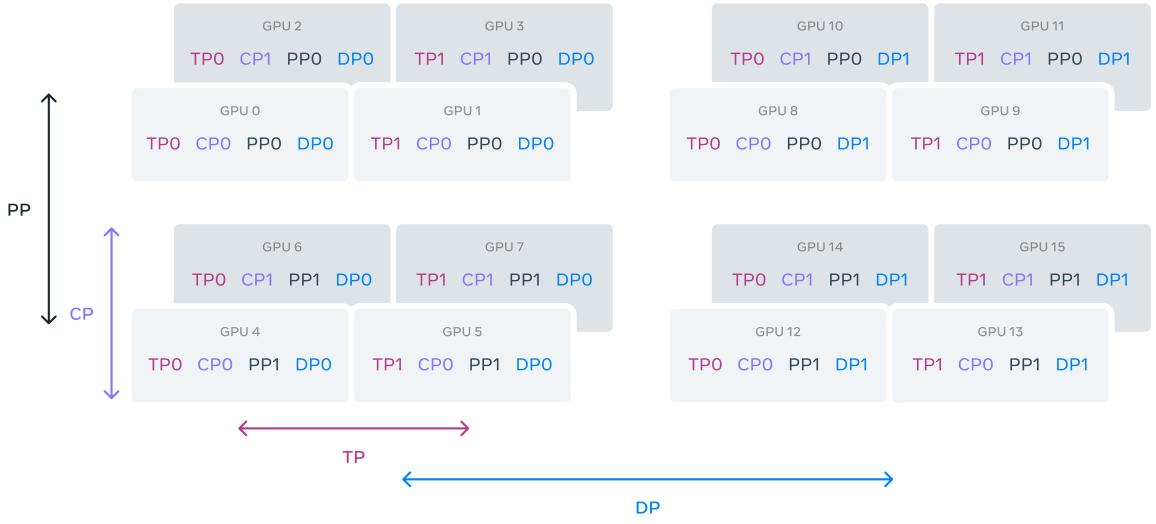 GPU 2 GPU 3 GPU 10 GPU 11
TP0 CP1 PP0 DP0 TP1 CP1 PP0 DP0 TP0 CP1 PP0 DP1 TP1 CP1 PP0 DP1
GPU 0 GPU 1 GPU 8 GPU 9
TP0 CP0 PP0 DP0 TP1 CP0 PP0 DP0 TP0 CP0 PP0 DP1 TP1 CP0 PP0 DP1
PP
GPU 6 GPU 7 GPU 14 GPU 15
TP0 CP1 PP1 DP0 TP1 CP1 PP1 DP0 TP0 CP1 PP1 DP1 TP1 CP1 PP1 DP1
CP
GPU 4 GPU 5 GPU 12 GPU 13
TP0 CP0 PP1 DP0 TP1 CP0 PP1 DP0 TP0 CP0 PP1 DP1 TP1 CP0 PP1 DP1
TP
DP